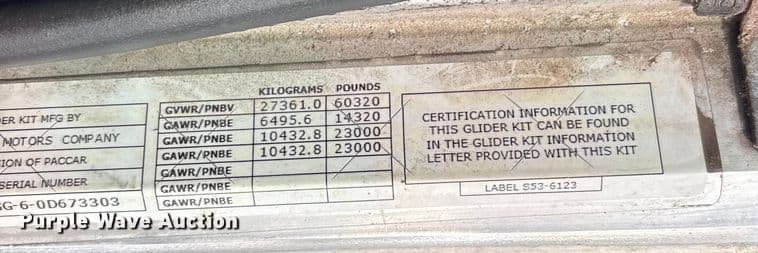 ER KIT MFG BY
MOTORS COMPANY
ION OF PACCAR
SERIAL NUMBER
G-6-0D673303
KILOGRAMS POUNDS
GVWR/PNBV 27361.0 60320
GAWR/PNBE 6495.6 14320
GAWR/PNBE 10432.8 23000
GAWR/PNBE 10432.8 23000
GAWR/PNBE
GAWR/PNBE
GAWR/PNBE
CERTIFICATION INFORMATION FOR
THIS GLIDER KIT CAN BE FOUND
IN THE GLIDER KIT INFORMATION
LETTER PROVIDED WITH THIS KIT
LABEL S53-6123
Purple Wave Auction